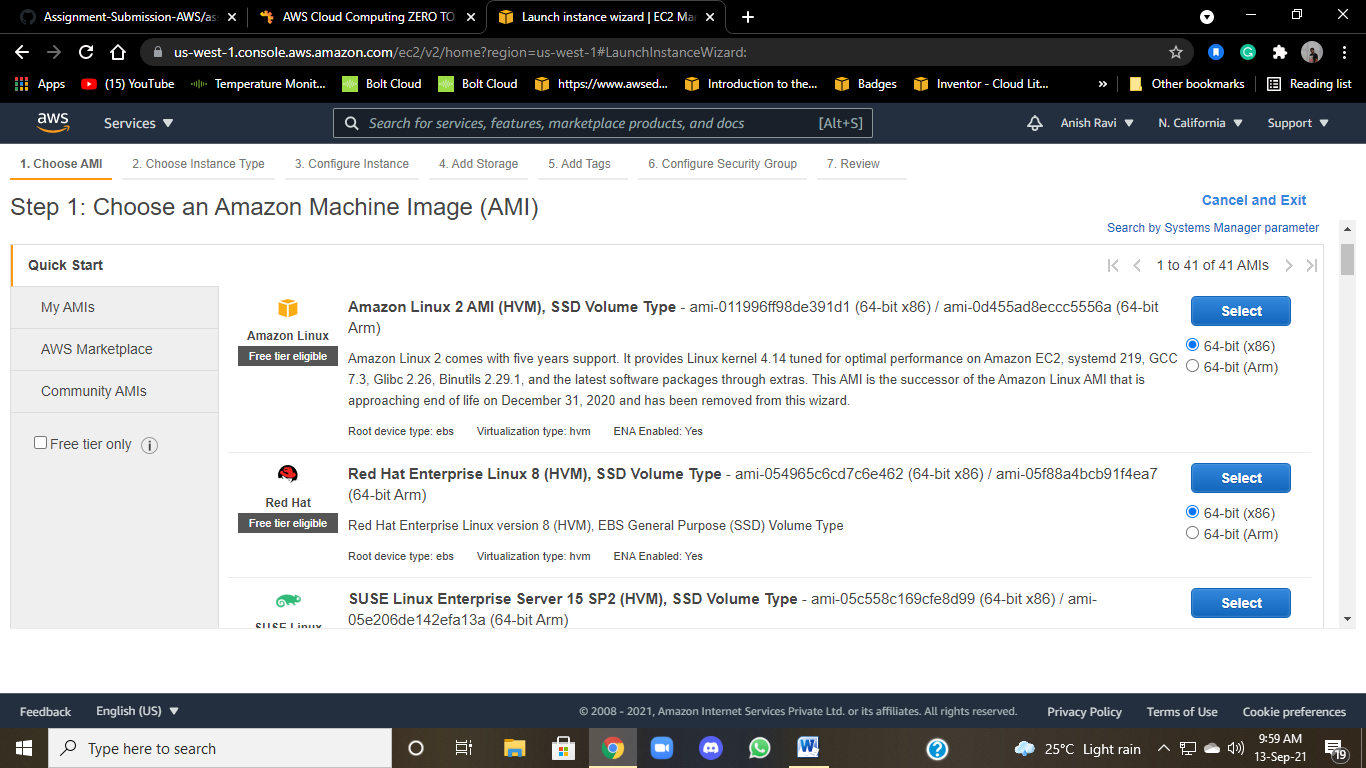 Assignment-Submission-AWS/as
AWS Cloud Computing ZERO TO
Launch instance wizard | EC2 Ma
us-west-1.console.aws.amazon.com/ec2/v2/home?region=us-west-1#LaunchInstanceWizard:
Apps
(15) YouTube
Temperature Monit...
Bolt Cloud
Bolt Cloud
https://www.awsed...
Introduction to the...
Badges
Inventor - Cloud Lit...
»
Other bookmarks
Reading list
aws
Services
Search for services, features, marketplace products, and docs
[Alt+S]
Anish Ravi
N. California
Support
1. Choose AMI
2. Choose Instance Type
3. Configure Instance
4. Add Storage
5. Add Tags
6. Configure Security Group
7. Review
Step 1: Choose an Amazon Machine Image (AMI)
Cancel and Exit
Search by Systems Manager parameter
Quick Start
1 to 41 of 41 AMIs
My AMIs
AWS Marketplace
Community AMIs
Free tier only
Amazon Linux
Free tier eligible
Amazon Linux 2 AMI (HVM), SSD Volume Type - ami-011996ff98de391d1 (64-bit x86) / ami-0d455ad8eccc5556a (64-bit
Arm)
Amazon Linux 2 comes with five years support. It provides Linux kernel 4.14 tuned for optimal performance on Amazon EC2, systemd 219, GCC
7.3, Glibc 2.26, Binutils 2.29.1, and the latest software packages through extras. This AMI is the successor of the Amazon Linux AMI that is
approaching end of life on December 31, 2020 and has been removed from this wizard.
Root device type: ebs
Virtualization type: hvm
ENA Enabled: Yes
Select
64-bit (x86)
64-bit (Arm)
Red Hat
Free tier eligible
Red Hat Enterprise Linux 8 (HVM), SSD Volume Type - ami-054965c6cd7c6e462 (64-bit x86) / ami-05f88a4bcb91f4ea7
(64-bit Arm)
Red Hat Enterprise Linux version 8 (HVM), EBS General Purpose (SSD) Volume Type
Root device type: ebs
Virtualization type: hvm
ENA Enabled: Yes
Select
64-bit (x86)
64-bit (Arm)
SUSE Linux
SUSE Linux Enterprise Server 15 SP2 (HVM), SSD Volume Type - ami-05c558c169cfe8d99 (64-bit x86) / ami-
05e206de142efa13a (64-bit Arm)
Select
Feedback
English (US)
© 2008 - 2021, Amazon Internet Services Private Ltd. or its affiliates. All rights reserved.
Privacy Policy
Terms of Use
Cookie preferences
Type here to search
25°C Light rain
9:59 AM
13-Sep-21
19